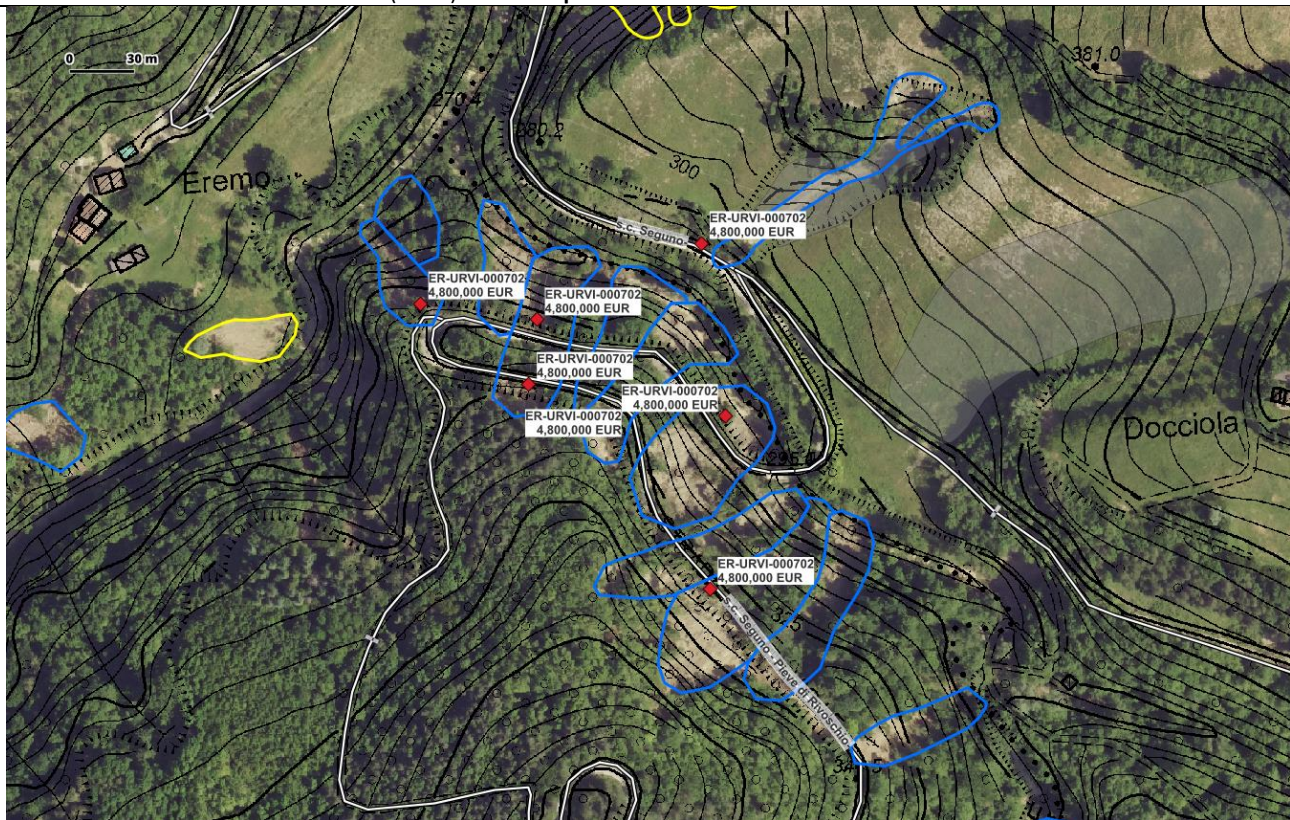 0 30 m
381.0
270.4
280.2
300
Eremo
s.c. Seguno
ER-URVI-000702
4,800,000 EUR
ER-URVI-000702
4,800,000 EUR
ER-URVI-000702
4,800,000 EUR
ER-URVI-000702
4,800,000 EUR
ER-URVI-000702
4,800,000 EUR
ER-URVI-000702
4,800,000 EUR
Docciola
ER-URVI-000702
4,800,000 EUR
s.c. Seguno - Pieve di Rivoschio